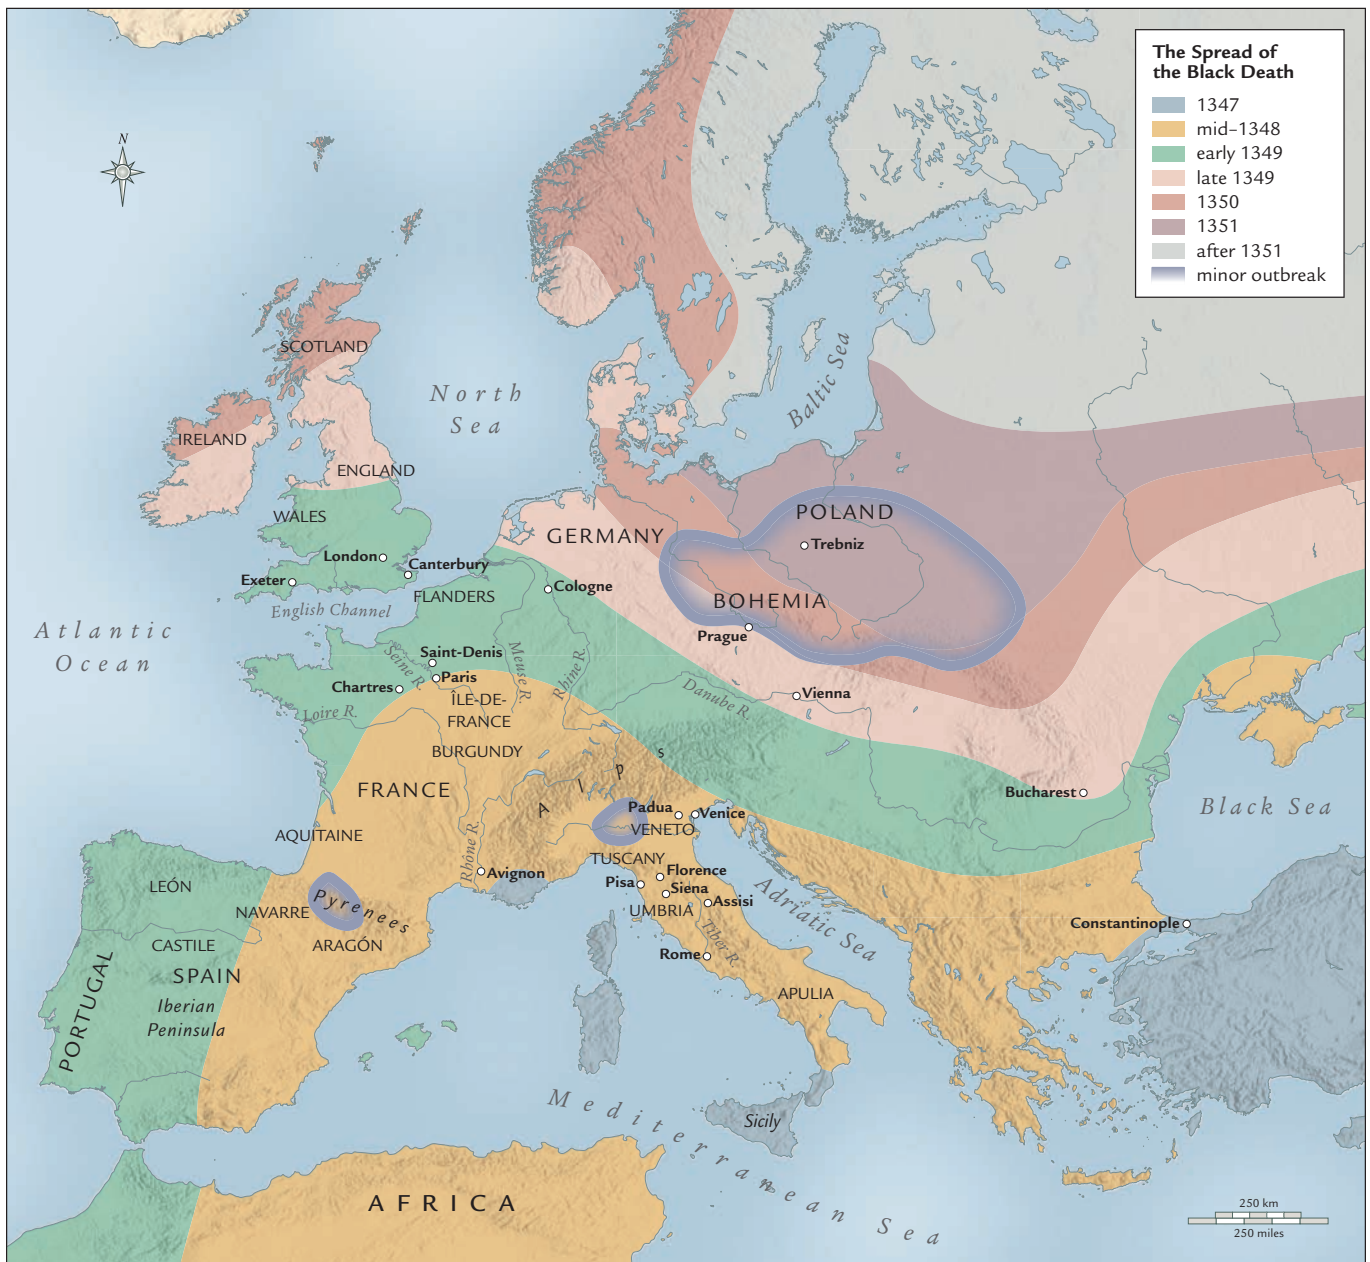 The Spread of
the Black Death
1347
mid–1348
early 1349
late 1349
1350
1351
after 1351
minor outbreak
N
SCOTLAND
North
Sea
Baltic Sea
IRELAND
ENGLAND
WALES
GERMANY
POLAND
London
Trebniz
Canterbury
Exeter
Cologne
FLANDERS
BOHEMIA
English Channel
Prague
Atlantic
Ocean
Saint-Denis
Seine R.
Meuse R.
Rhine R.
Paris
Chartres
Danube R.
Vienna
ÎLE-DE-
FRANCE
Loire R.
BURGUNDY
Alps
FRANCE
Bucharest
Black Sea
Padua
Venice
VENETO
AQUITAINE
Rhône R.
TUSCANY
Avignon
Florence
Pisa
Siena
LEÓN
Pyrenees
Assisi
NAVARRE
UMBRIA
Adriatic Sea
Constantinople
CASTILE
ARAGÓN
Tiber R.
Rome
SPAIN
PORTUGAL
APULIA
Iberian
Peninsula
Mediterranean Sea
Sicily
AFRICA
250 km
250 miles